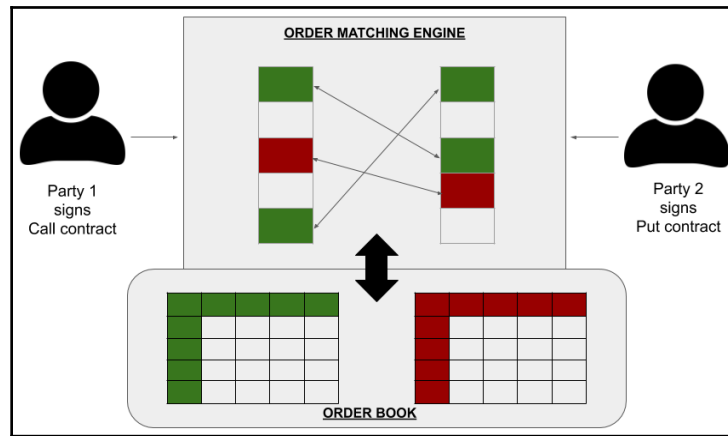 ORDER MATCHING ENGINE
Party 1
signs
Call contract
Party 2
signs
Put contract
ORDER BOOK